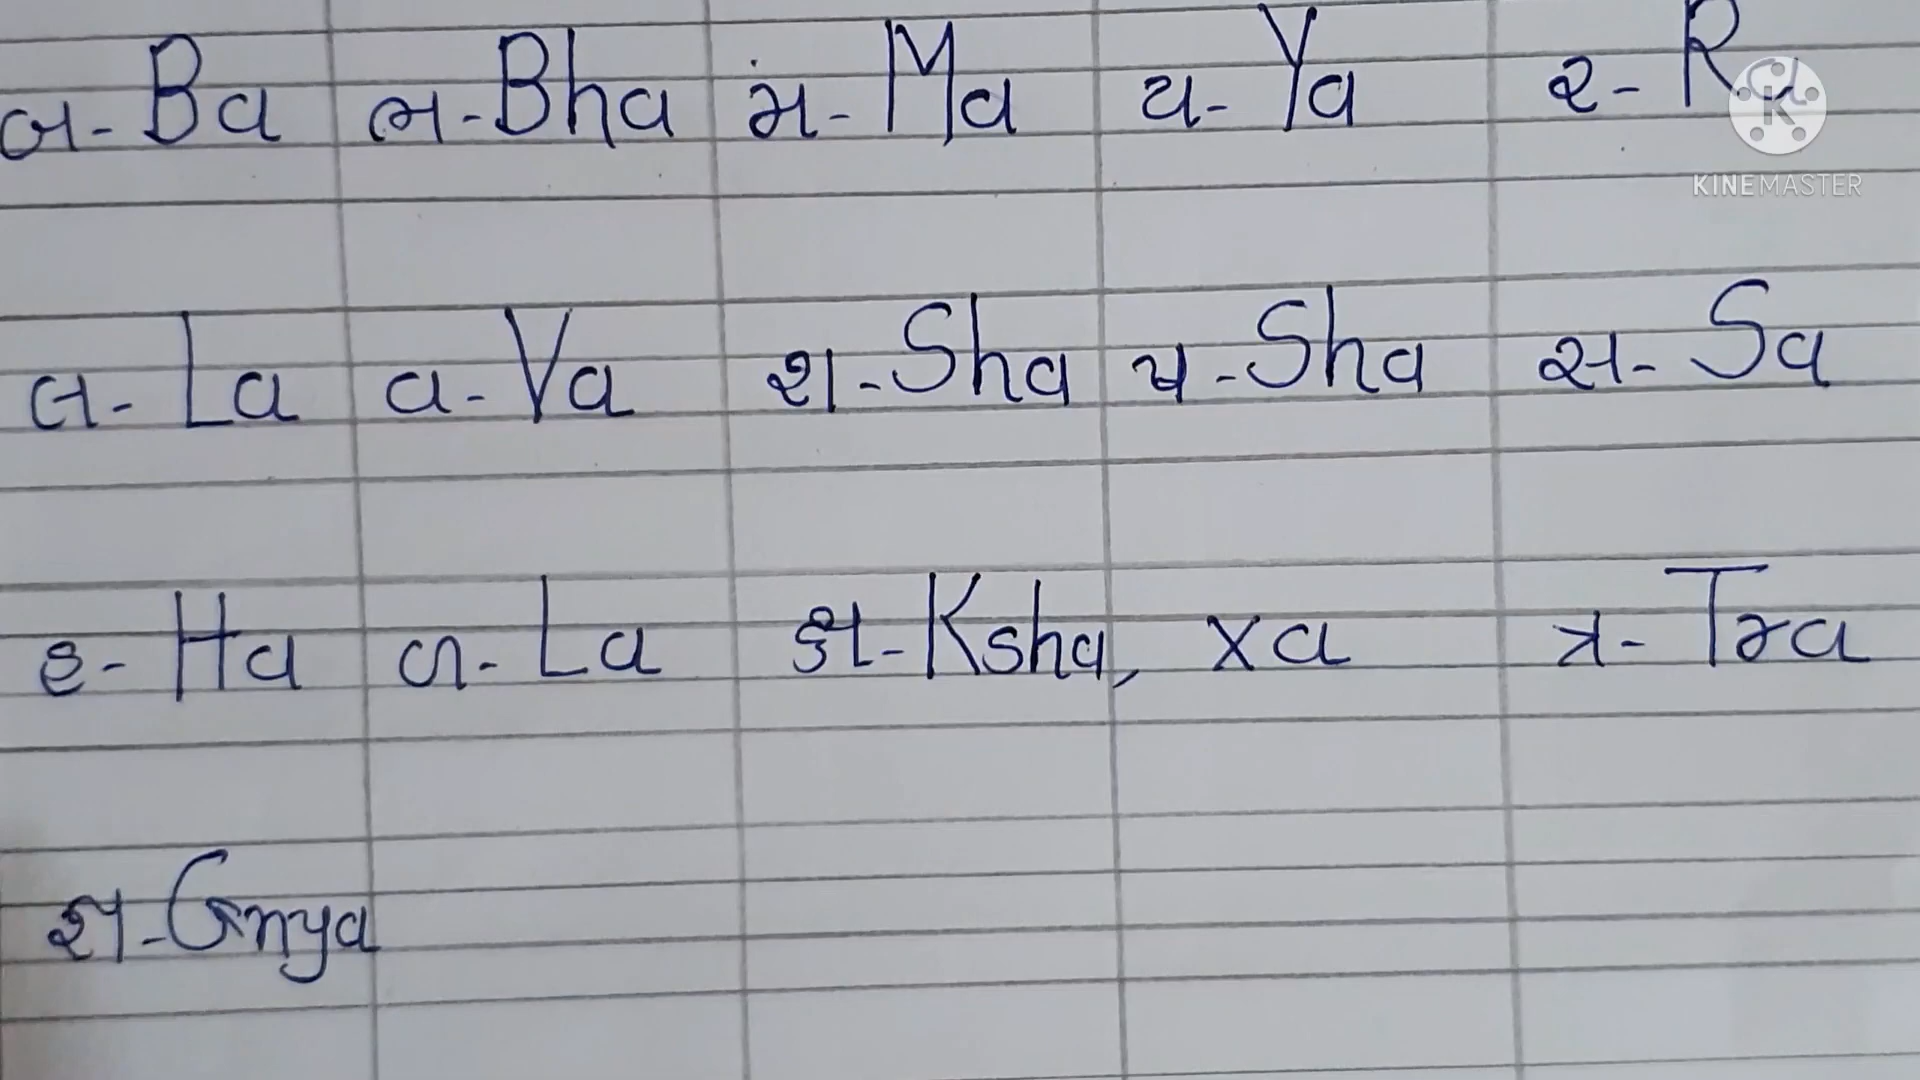 બ- Ba ભ- Bha મં- Ma ય- Ya ર- Ra
KINEMASTER
લ- La વ- Va શ- Sha ષ- Sha સ- Sa
હ- Ha ળ- La ક્ષ- Ksha, xa ત્ર- Tra
જ્ઞ- Gnya